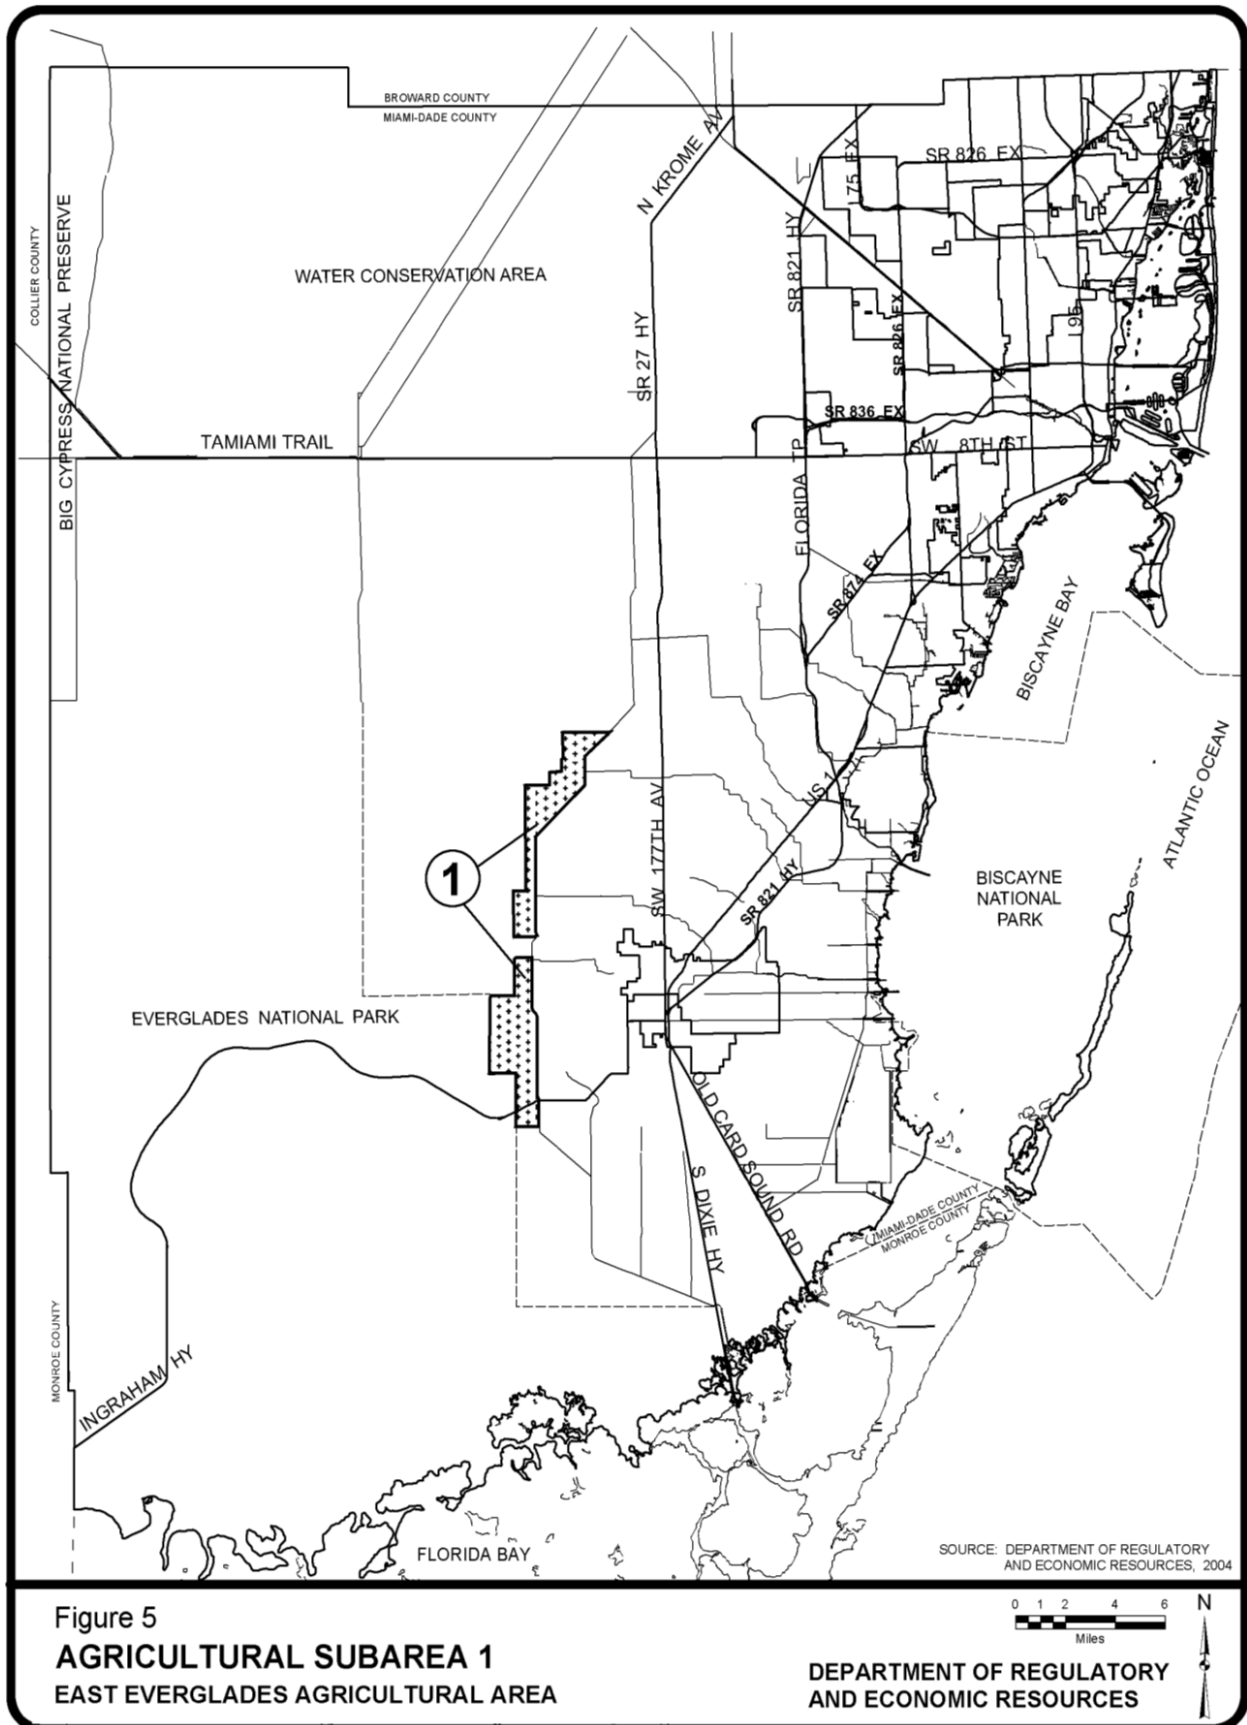 BROWARD COUNTY
MIAMI-DADE COUNTY
N KROME AV
SR 826 EX
I 75 EX
COLLIER COUNTY
BIG CYPRESS NATIONAL PRESERVE
WATER CONSERVATION AREA
SR 821 HY
SR 27 HY
SR 826 EX
I 95
SR 836 EX
TAMIAMI TRAIL
SW 8TH ST
FLORIDA TP
SR 874 EX
BISCAYNE BAY
ATLANTIC OCEAN
US 1
SW 177TH AV
1
SR 821 HY
BISCAYNE
NATIONAL
PARK
EVERGLADES NATIONAL PARK
OLD CARD SOUND RD
S DIXIE HY
MIAMI-DADE COUNTY
MONROE COUNTY
MONROE COUNTY
INGRAHAM HY
FLORIDA BAY
SOURCE: DEPARTMENT OF REGULATORY
AND ECONOMIC RESOURCES, 2004
Figure 5
AGRICULTURAL SUBAREA 1
EAST EVERGLADES AGRICULTURAL AREA
0 1 2 4 6
Miles
N
DEPARTMENT OF REGULATORY
AND ECONOMIC RESOURCES